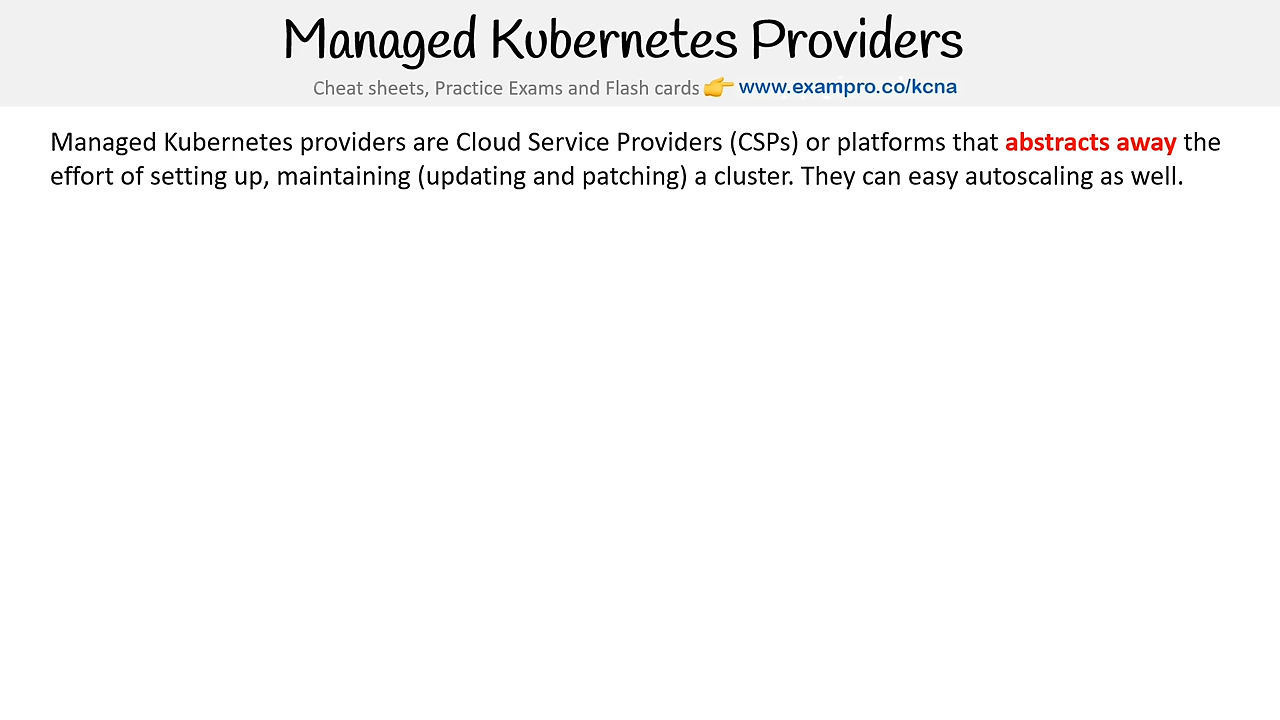 Managed Kubernetes Providers
Cheat sheets, Practice Exams and Flash cards 👉 www.exampro.co/kcna
Managed Kubernetes providers are Cloud Service Providers (CSPs) or platforms that abstracts away the
effort of setting up, maintaining (updating and patching) a cluster. They can easy autoscaling as well.